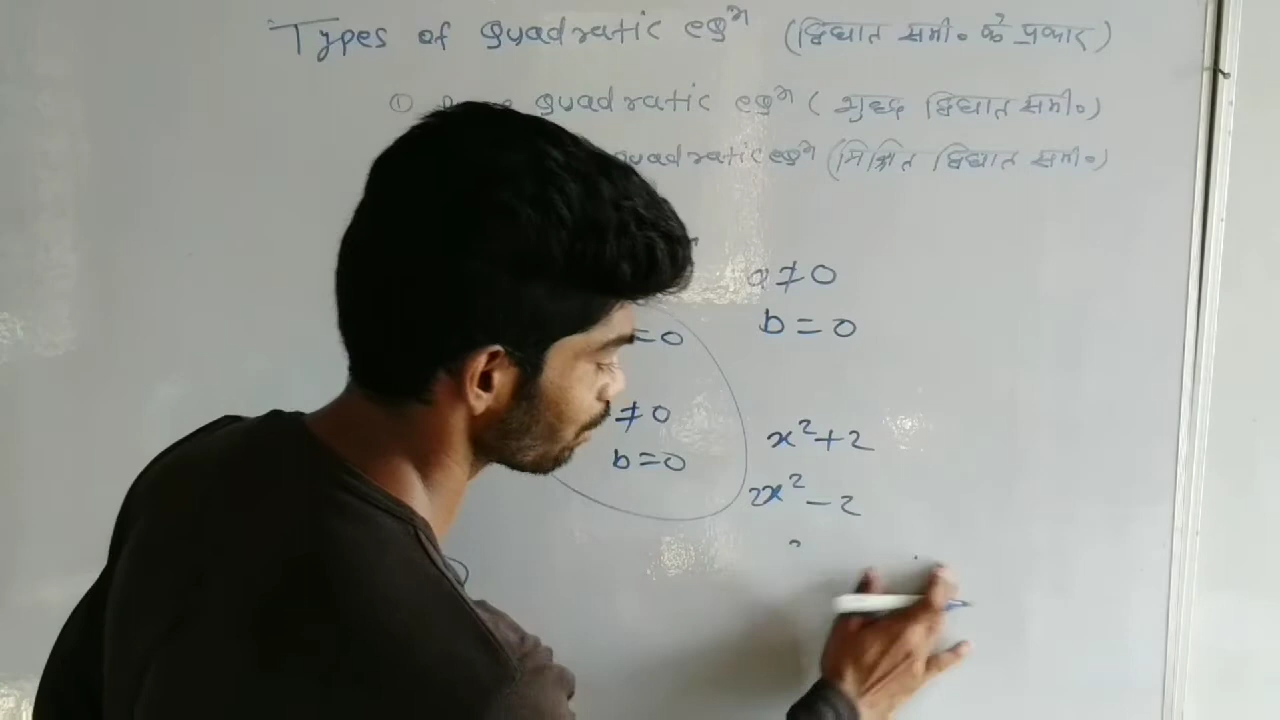 Types of quadratic eqⁿ (द्विघात समी० के प्रकार)
① quadratic eqⁿ (शुद्ध द्विघात समी०)
quadratic eqⁿ (मिश्रित द्विघात समी०)
a ≠ 0
=0 b = 0
≠ 0
x²+2
b=0
2x²-2